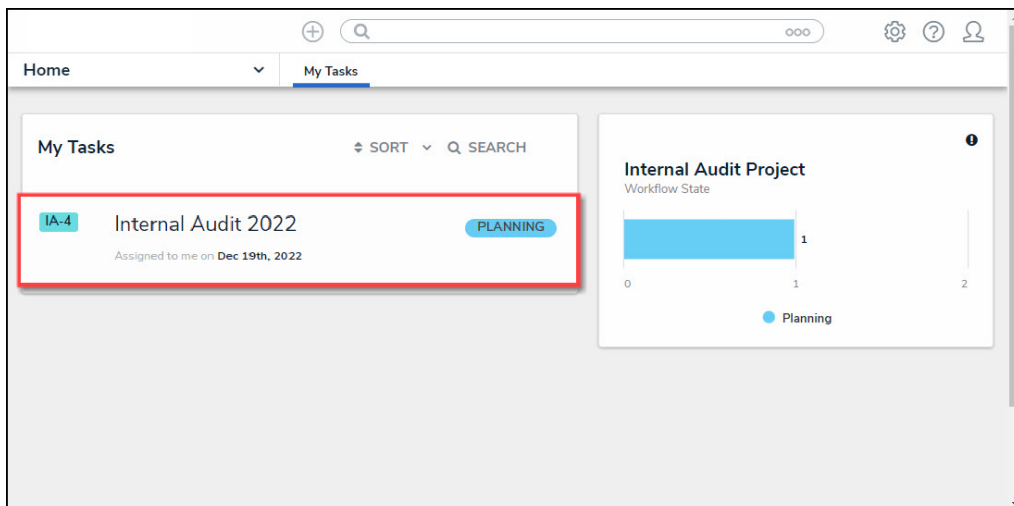 Home
My Tasks
My Tasks
SORT
SEARCH
IA-4
Internal Audit 2022
PLANNING
Assigned to me on Dec 19th, 2022
Internal Audit Project
Workflow State
1
0 1 2
Planning